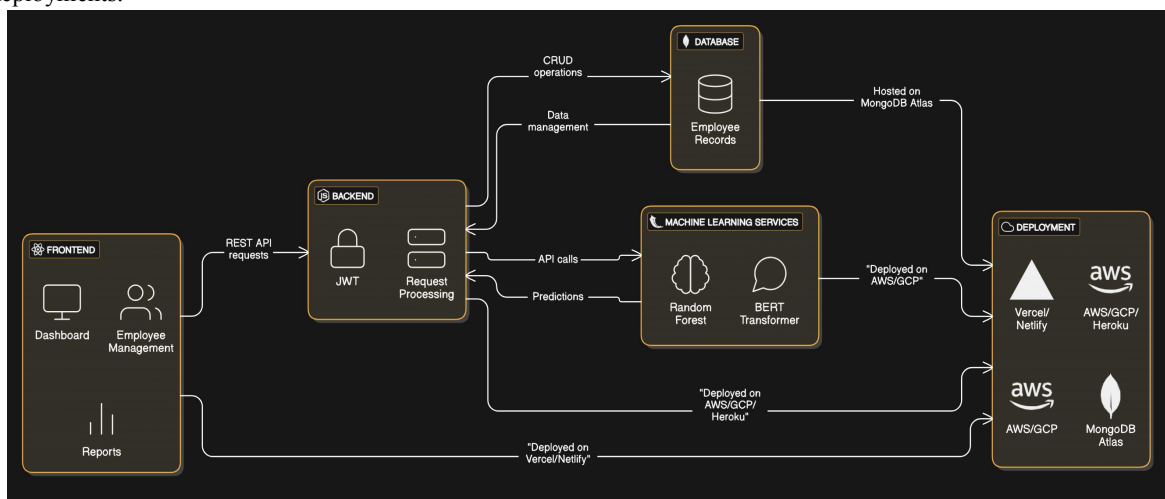 DATABASE
Employee
Records
CRUD
operations
Data
management
Hosted on
MongoDB Atlas
BACKEND
JWT
Request
Processing
MACHINE LEARNING SERVICES
Random
Forest
BERT
Transformer
API calls
Predictions
"Deployed on
AWS/GCP"
FRONTEND
Dashboard
Employee
Management
Reports
REST API
requests
DEPLOYMENT
Vercel/
Netlify
aws
AWS/GCP/
Heroku
aws
AWS/GCP
MongoDB
Atlas
"Deployed on
AWS/GCP/
Heroku"
"Deployed on
Vercel/Netlify"